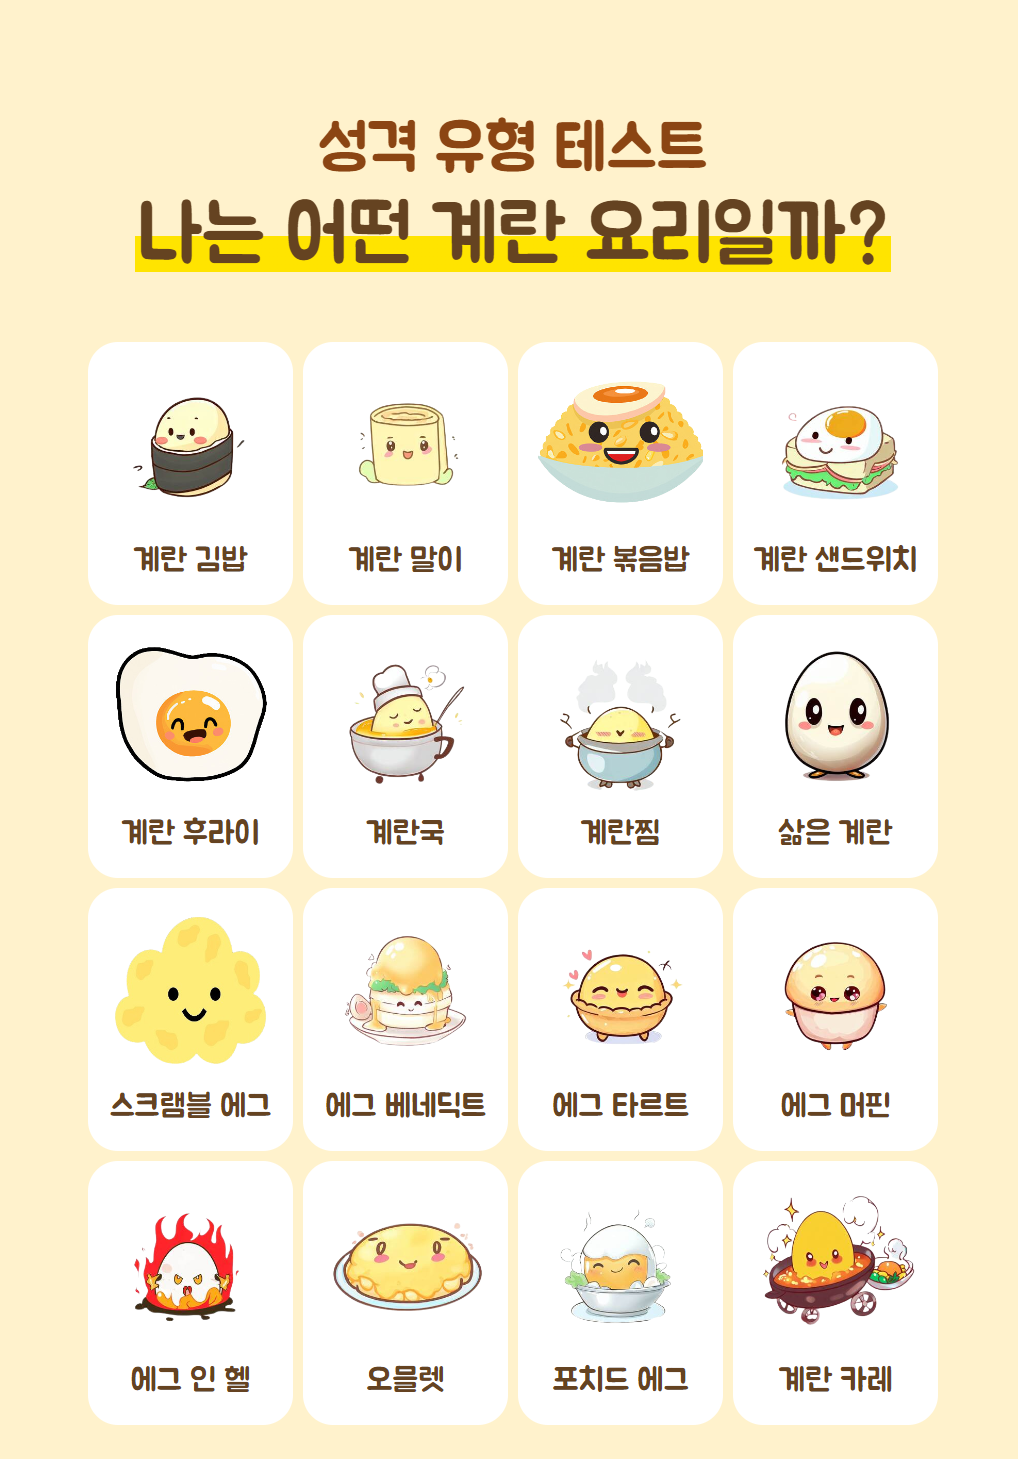 성격 유형 테스트
나는 어떤 계란 요리일까?
계란 김밥
계란 말이
계란 볶음밥
계란 샌드위치
계란 후라이
계란국
계란찜
삶은 계란
스크램블 에그
에그 베네딕트
에그 타르트
에그 머핀
에그 인 헬
오믈렛
포치드 에그
계란 카레